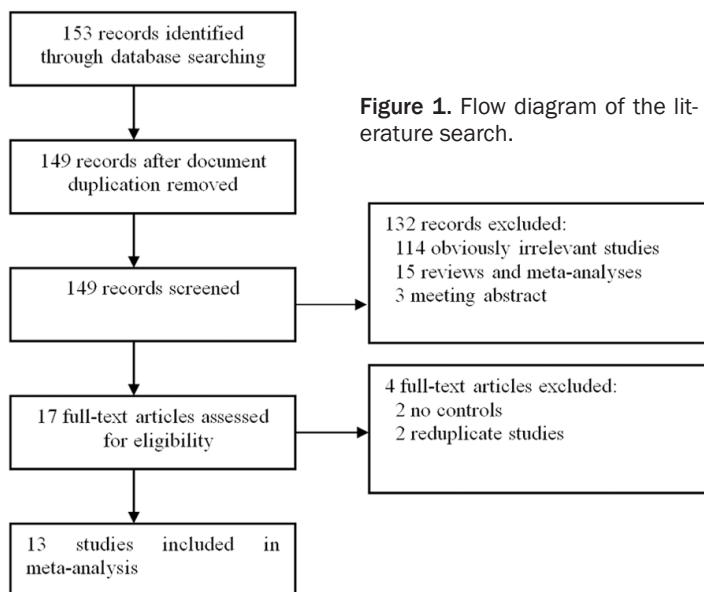 153 records identified
through database searching
Figure 1. Flow diagram of the lit-
erature search.
149 records after document
duplication removed
132 records excluded:
114 obviously irrelevant studies
15 reviews and meta-analyses
3 meeting abstract
149 records screened
4 full-text articles excluded:
2 no controls
2 reduplicate studies
17 full-text articles assessed
for eligibility
13 studies included in
meta-analysis